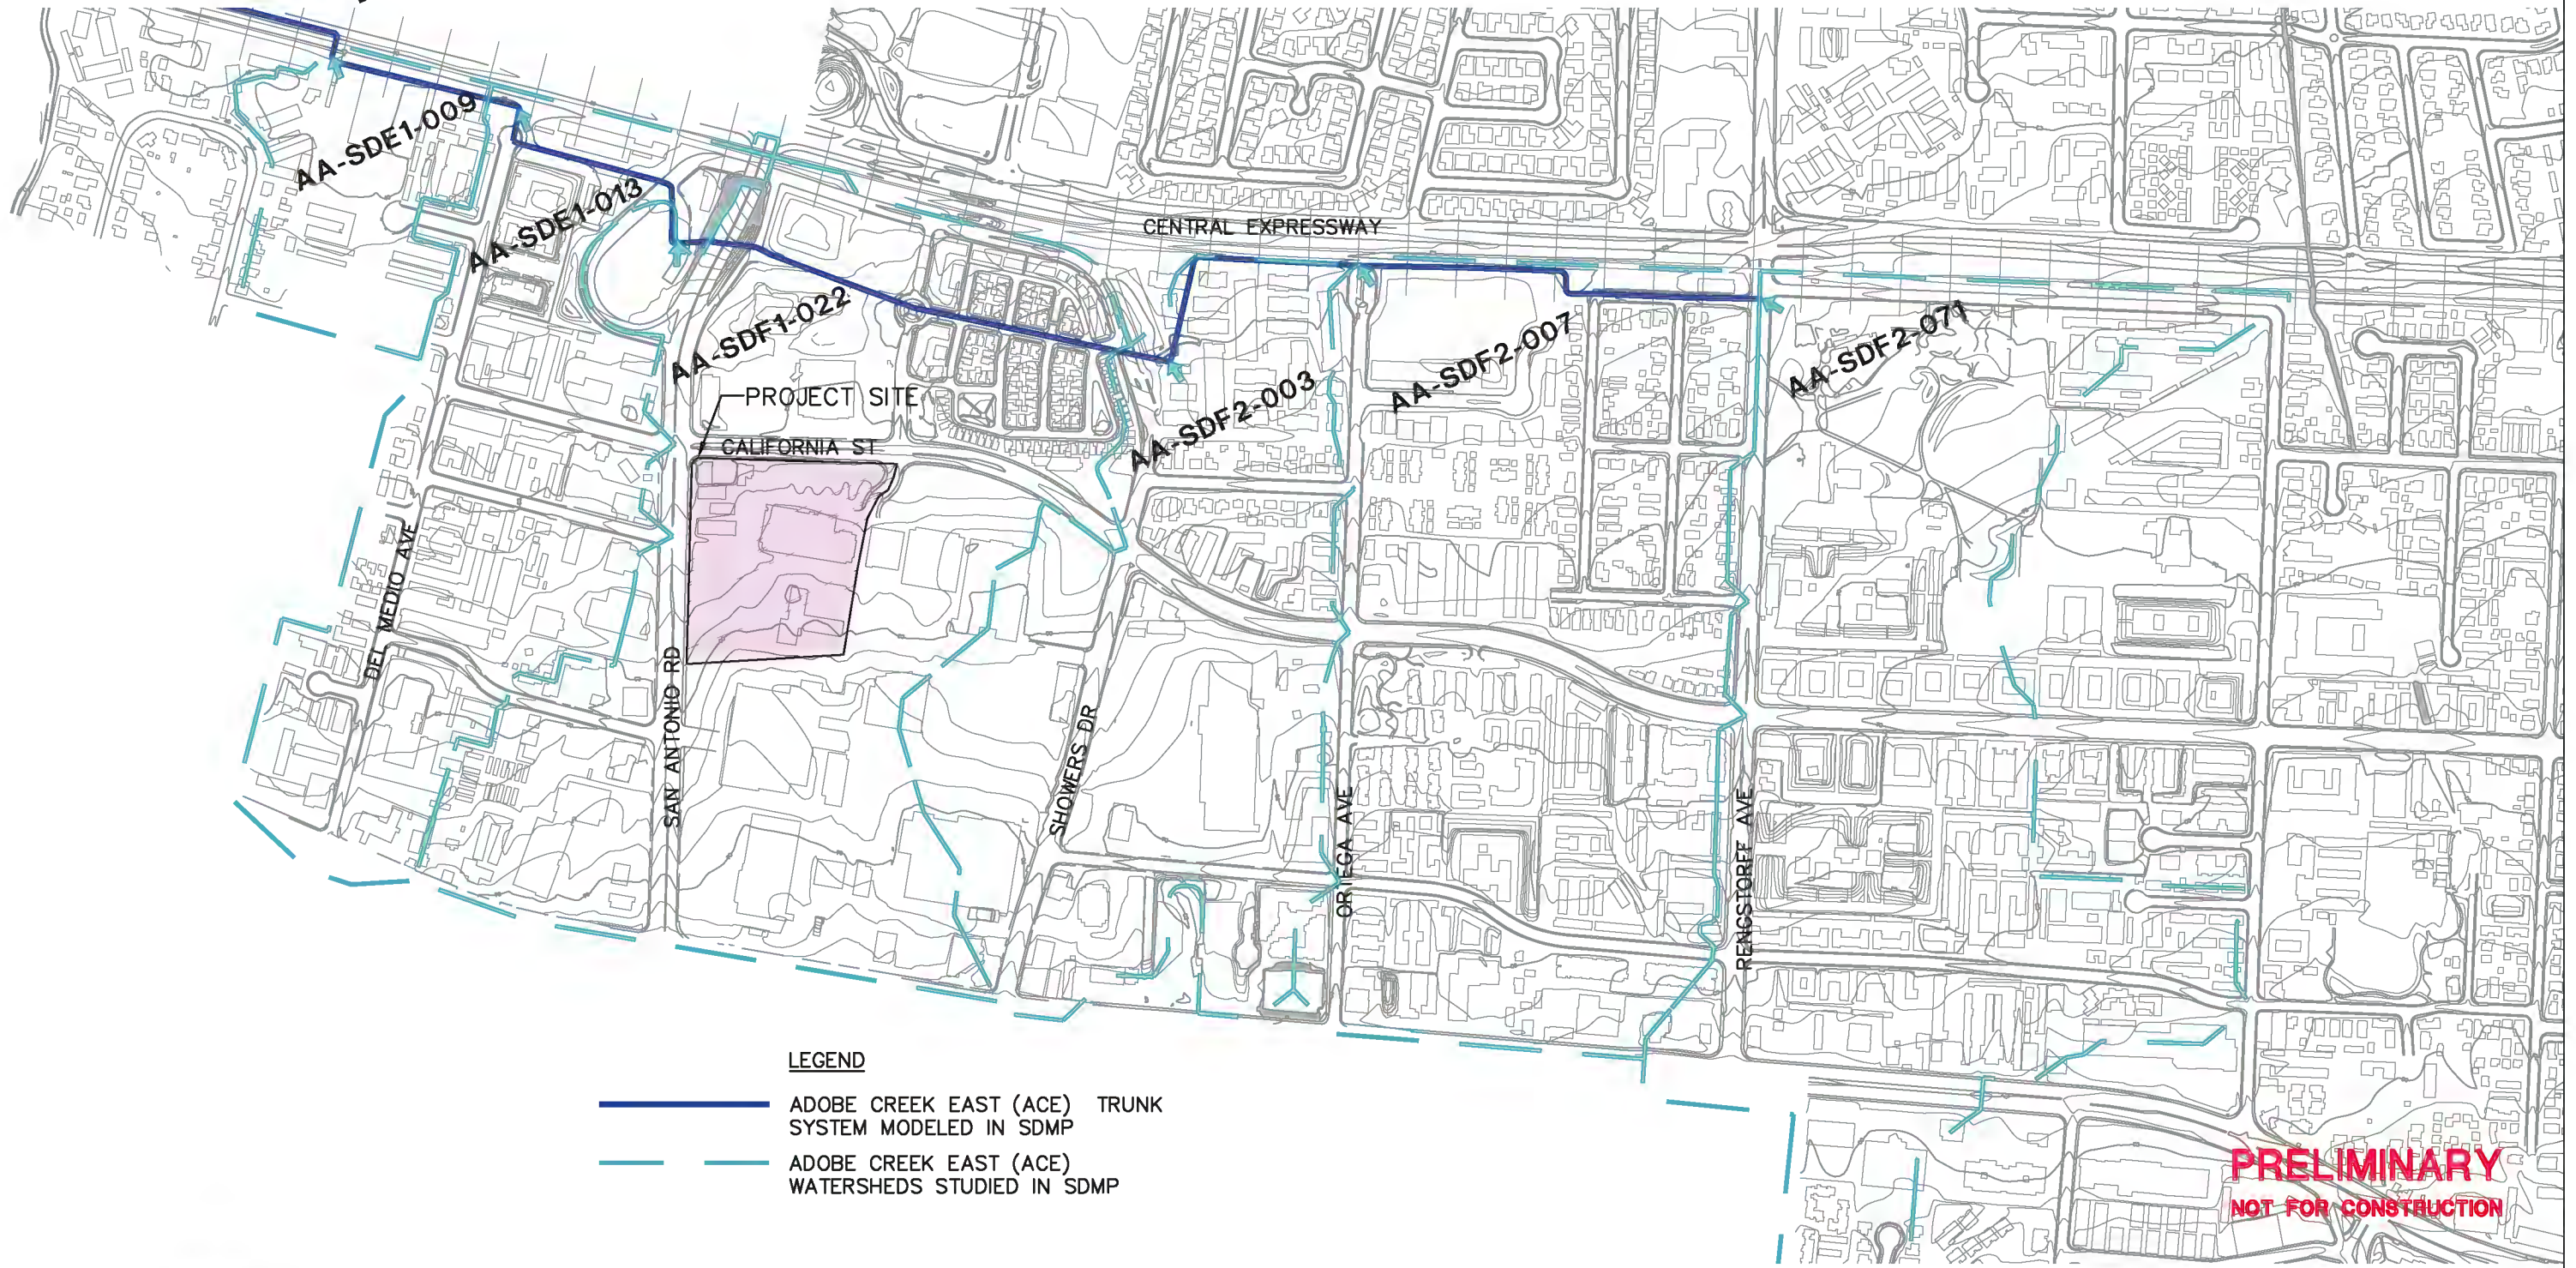 AA-SDE1-009
AA-SDE1-013
AA-SDF1-022
CENTRAL EXPRESSWAY
AA-SDF2-003
AA-SDF2-007
AA-SDF2-071
PROJECT SITE
CALIFORNIA ST
DEL MEDIO AVE
SAN ANTONIO RD
SHOWERS DR
ORTEGA AVE
RENGSTORFF AVE
LEGEND
ADOBE CREEK EAST (ACE) TRUNK
SYSTEM MODELED IN SDMP
ADOBE CREEK EAST (ACE)
WATERSHEDS STUDIED IN SDMP
PRELIMINARY
NOT FOR CONSTRUCTION